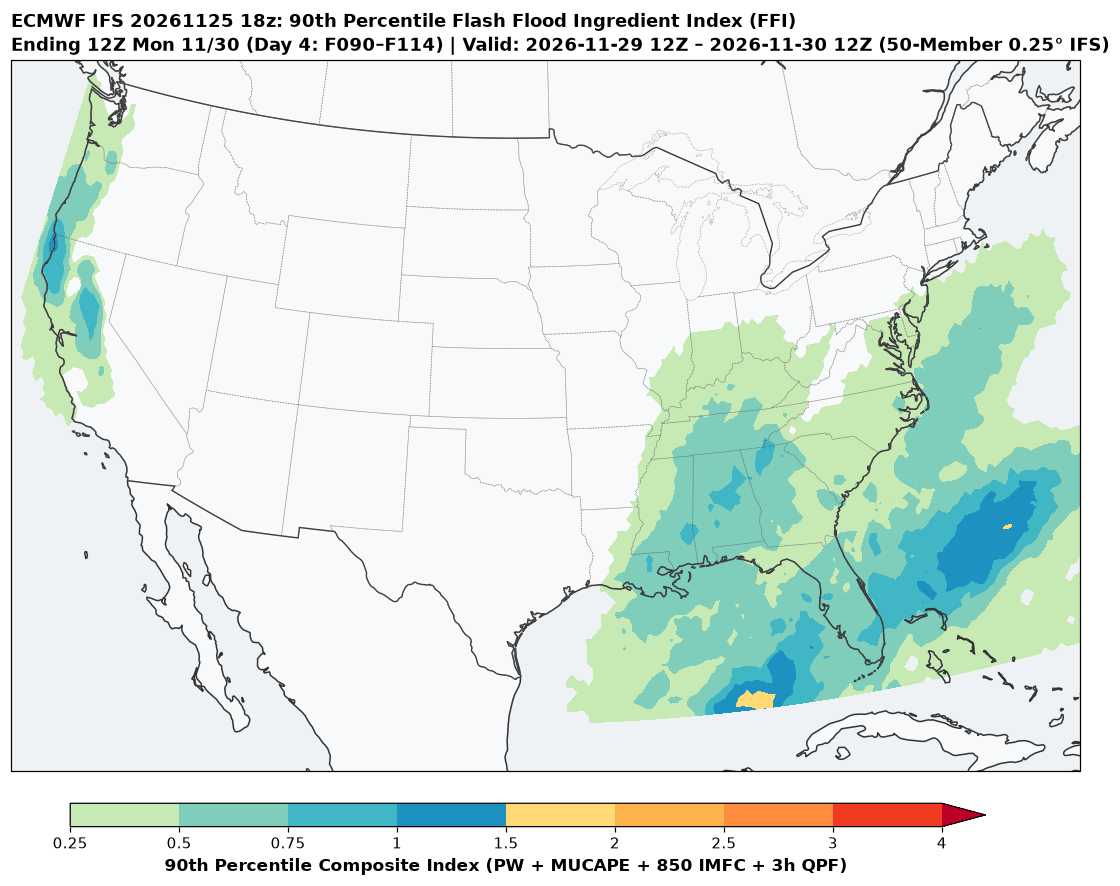 ECMWF IFS 20261125 18z: 90th Percentile Flash Flood Ingredient Index (FFI)
Ending 12Z Mon 11/30 (Day 4: F090–F114) | Valid: 2026-11-29 12Z – 2026-11-30 12Z (50-Member 0.25° IFS)
0.25 0.5 0.75 1 1.5 2 2.5 3 4
90th Percentile Composite Index (PW + MUCAPE + 850 IMFC + 3h QPF)